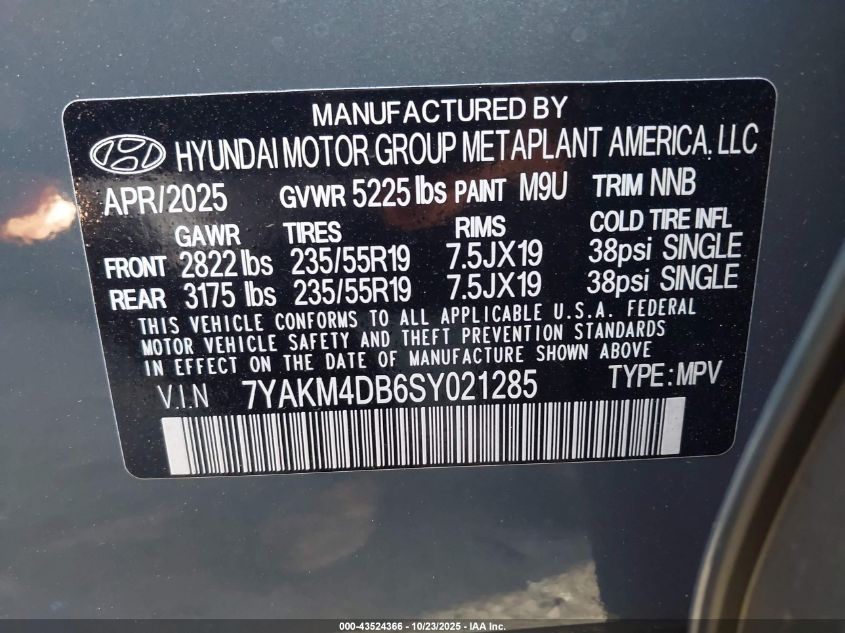 MANUFACTURED BY
HYUNDAI MOTOR GROUP METAPLANT AMERICA, LLC
APR/2025 GVWR 5225 lbs PAINT M9U TRIM NNB
GAWR TIRES RIMS COLD TIRE INFL
FRONT 2822 lbs 235/55R19 7.5JX19 38psi SINGLE
REAR 3175 lbs 235/55R19 7.5JX19 38psi SINGLE
THIS VEHICLE CONFORMS TO ALL APPLICABLE U.S.A. FEDERAL
MOTOR VEHICLE SAFETY AND THEFT PREVENTION STANDARDS
IN EFFECT ON THE DATE OF MANUFACTURE SHOWN ABOVE
V.I.N 7YAKM4DB6SY021285 TYPE: MPV
000-43524366 - 10/23/2025 - IAA Inc.